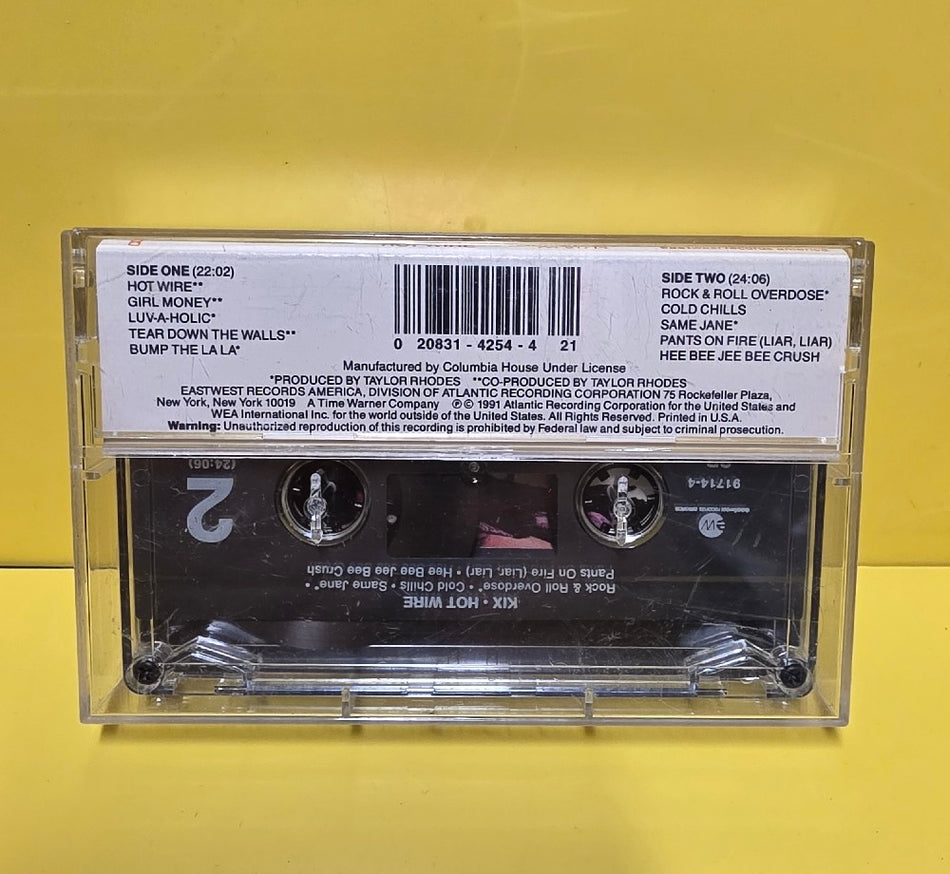 SIDE ONE (22:02)
HOT WIRE**
GIRL MONEY**
LUV-A-HOLIC*
TEAR DOWN THE WALLS**
BUMP THE LA LA*
0 20831 - 4254 - 4 21
SIDE TWO (24:06)
ROCK & ROLL OVERDOSE*
COLD CHILLS
SAME JANE*
PANTS ON FIRE (LIAR, LIAR)
HEE BEE JEE BEE CRUSH
Manufactured by Columbia House Under License
*PRODUCED BY TAYLOR RHODES **CO-PRODUCED BY TAYLOR RHODES
EASTWEST RECORDS AMERICA, DIVISION OF ATLANTIC RECORDING CORPORATION 75 Rockefeller Plaza,
New York, New York 10019 A Time Warner Company ℗© 1991 Atlantic Recording Corporation for the United States and
WEA International Inc. for the world outside of the United States. All Rights Reserved. Printed in U.S.A.
Warning: Unauthorized reproduction of this recording is prohibited by Federal law and subject to criminal prosecution.
KIX • HOT WIRE
Rock & Roll Overdose* • Cold Chills • Same Jane* •
Pants On Fire (Liar, Liar) • Hee Bee Jee Bee Crush
2
(24:06)
91714-4